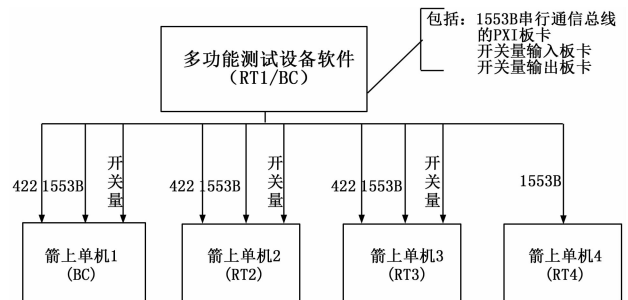 包括：1553B串行通信总线
的PXI板卡
开关量输入板卡
开关量输出板卡
多功能测试设备软件
（RT1/BC）
422 1553B 开关量
422 1553B 开关量
422 1553B 开关量
1553B
箭上单机1
(BC)
箭上单机2
(RT2)
箭上单机3
(RT3)
箭上单机4
(RT4)